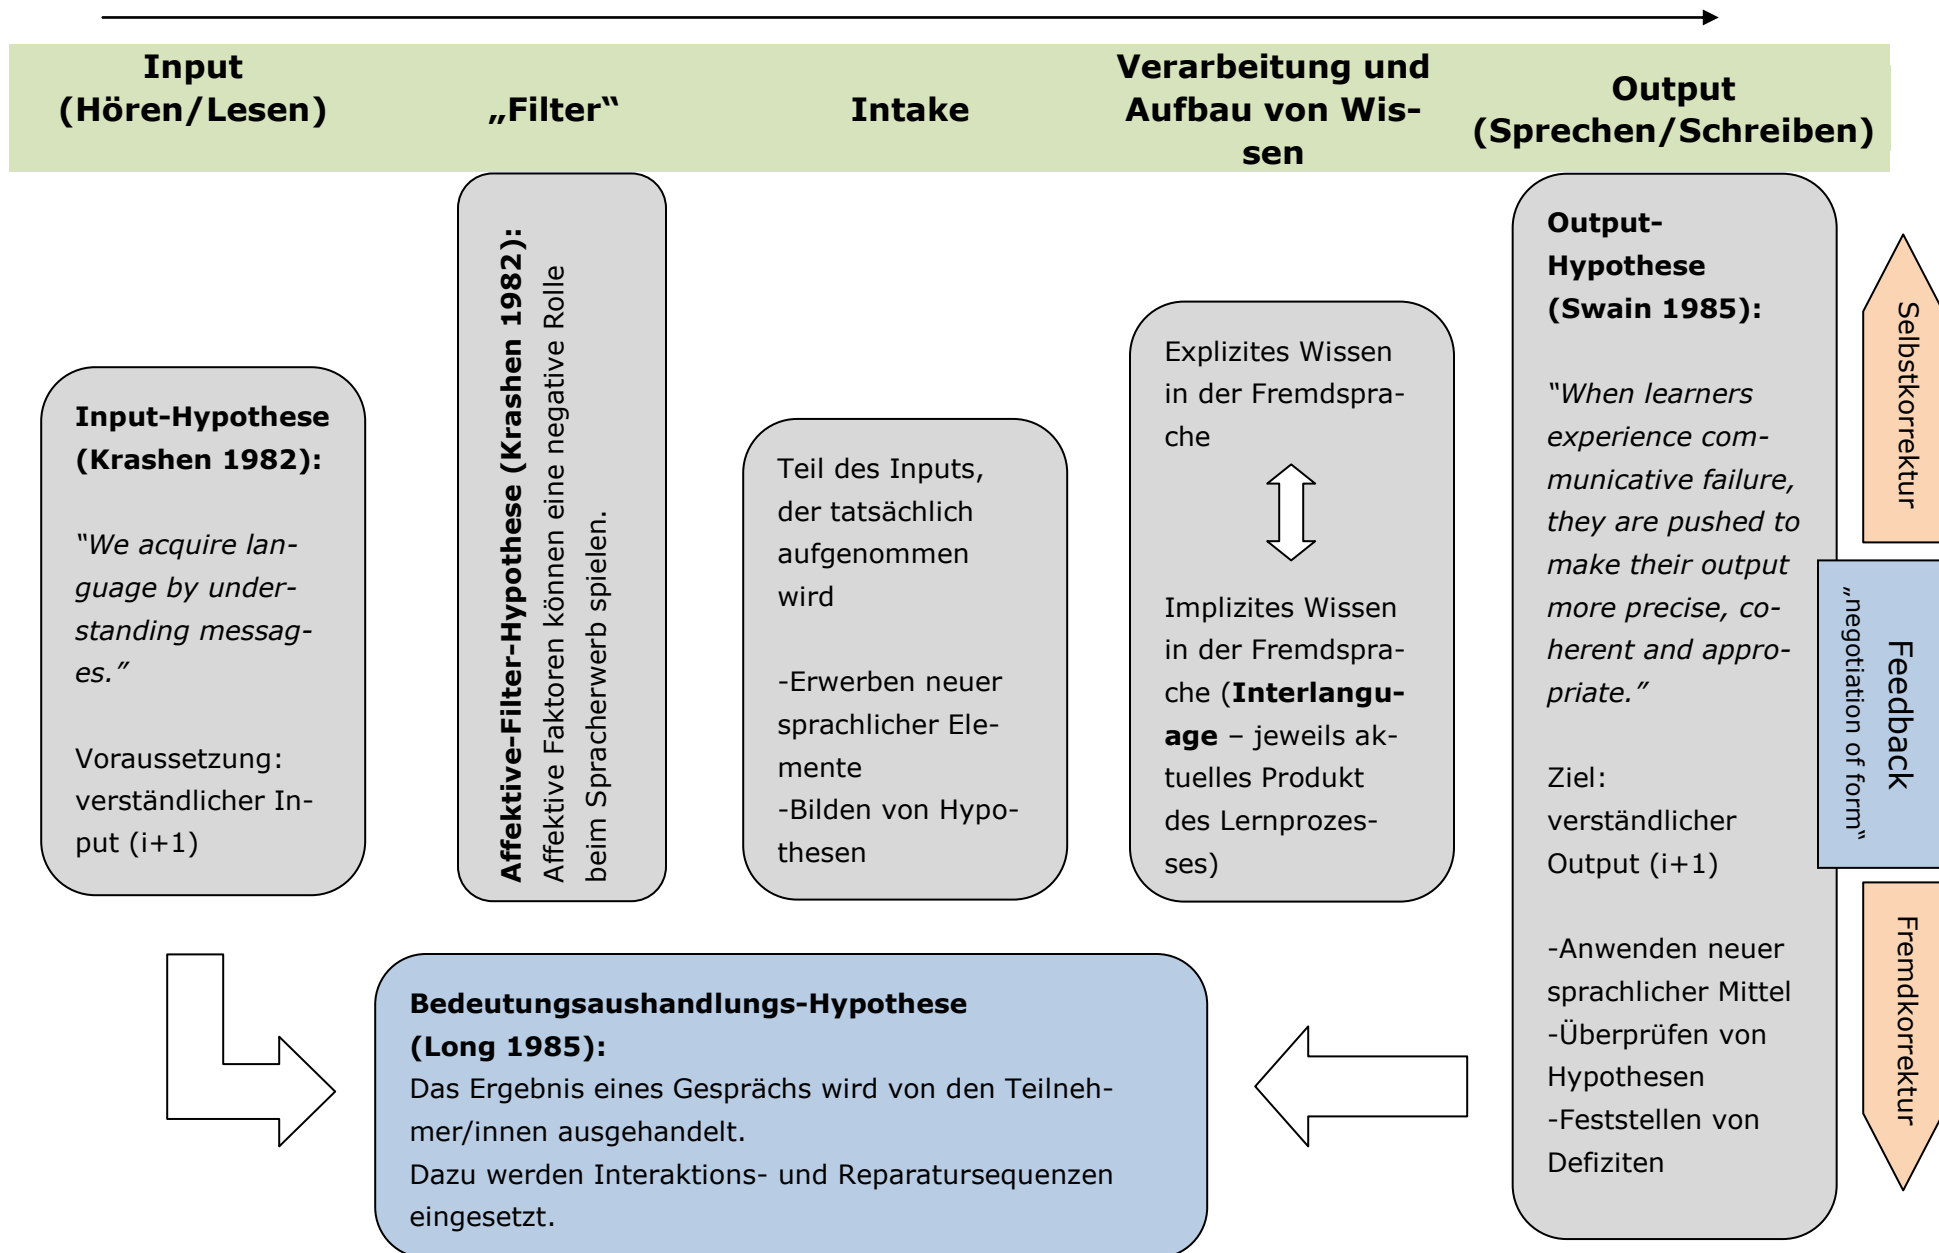 Input
(Hören/Lesen)
„Filter“
Intake
Verarbeitung und
Aufbau von Wis-
sen
Output
(Sprechen/Schreiben)
Input-Hypothese
(Krashen 1982):
“We acquire lan-
guage by under-
standing messag-
es.”
Voraussetzung:
verständlicher In-
put (i+1)
Affektive-Filter-Hypothese (Krashen 1982):
Affektive Faktoren können eine negative Rolle
beim Spracherwerb spielen.
Teil des Inputs,
der tatsächlich
aufgenommen
wird
-Erwerben neuer
sprachlicher Ele-
mente
-Bilden von Hypo-
thesen
Explizites Wissen
in der Fremdspra-
che
Implizites Wissen
in der Fremdspra-
che (Interlangu-
age – jeweils ak-
tuelles Produkt
des Lernprozes-
ses)
Output-
Hypothese
(Swain 1985):
“When learners
experience com-
municative failure,
they are pushed to
make their output
more precise, co-
herent and appro-
priate.”
Ziel:
verständlicher
Output (i+1)
-Anwenden neuer
sprachlicher Mittel
-Überprüfen von
Hypothesen
-Feststellen von
Defiziten
Selbstkorrektur
Feedback
„negotiation of form“
Fremdkorrektur
Bedeutungsaushandlungs-Hypothese
(Long 1985):
Das Ergebnis eines Gesprächs wird von den Teilneh-
mer/innen ausgehandelt.
Dazu werden Interaktions- und Reparatursequenzen
eingesetzt.